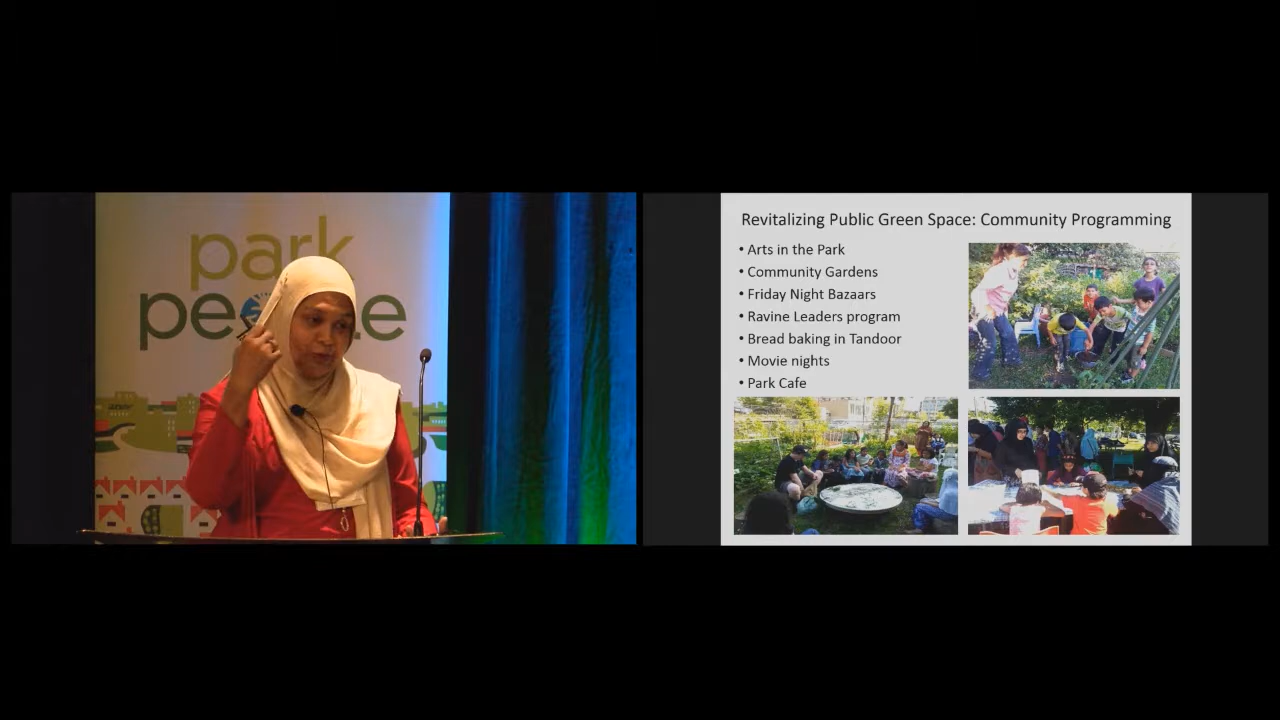 park
people
Revitalizing Public Green Space: Community Programming
• Arts in the Park
• Community Gardens
• Friday Night Bazaars
• Ravine Leaders program
• Bread baking in Tandoor
• Movie nights
• Park Cafe